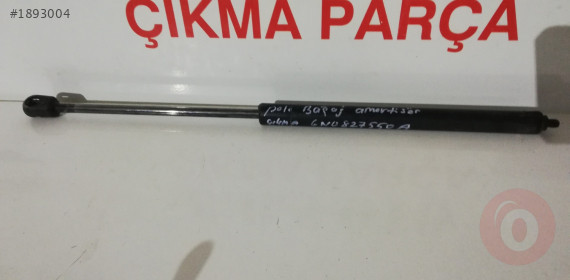 #1893004
ÇIKMA PARÇA
polo Bagaj amortisör
çıkma 6N0827550A